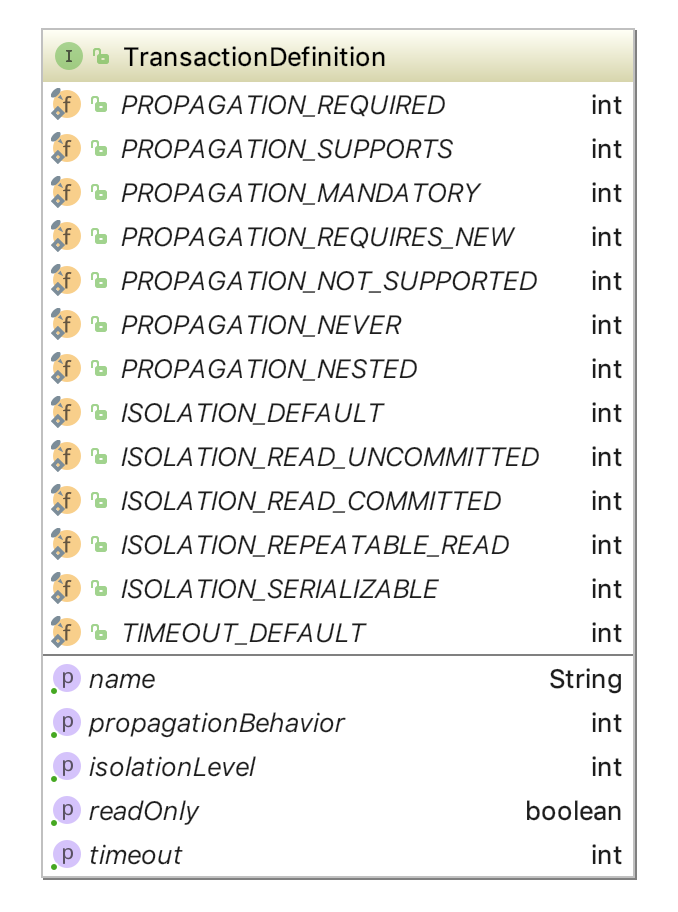 I TransactionDefinition
f PROPAGATION_REQUIRED int
f PROPAGATION_SUPPORTS int
f PROPAGATION_MANDATORY int
f PROPAGATION_REQUIRES_NEW int
f PROPAGATION_NOT_SUPPORTED int
f PROPAGATION_NEVER int
f PROPAGATION_NESTED int
f ISOLATION_DEFAULT int
f ISOLATION_READ_UNCOMMITTED int
f ISOLATION_READ_COMMITTED int
f ISOLATION_REPEATABLE_READ int
f ISOLATION_SERIALIZABLE int
f TIMEOUT_DEFAULT int
p name String
p propagationBehavior int
p isolationLevel int
p readOnly boolean
p timeout int